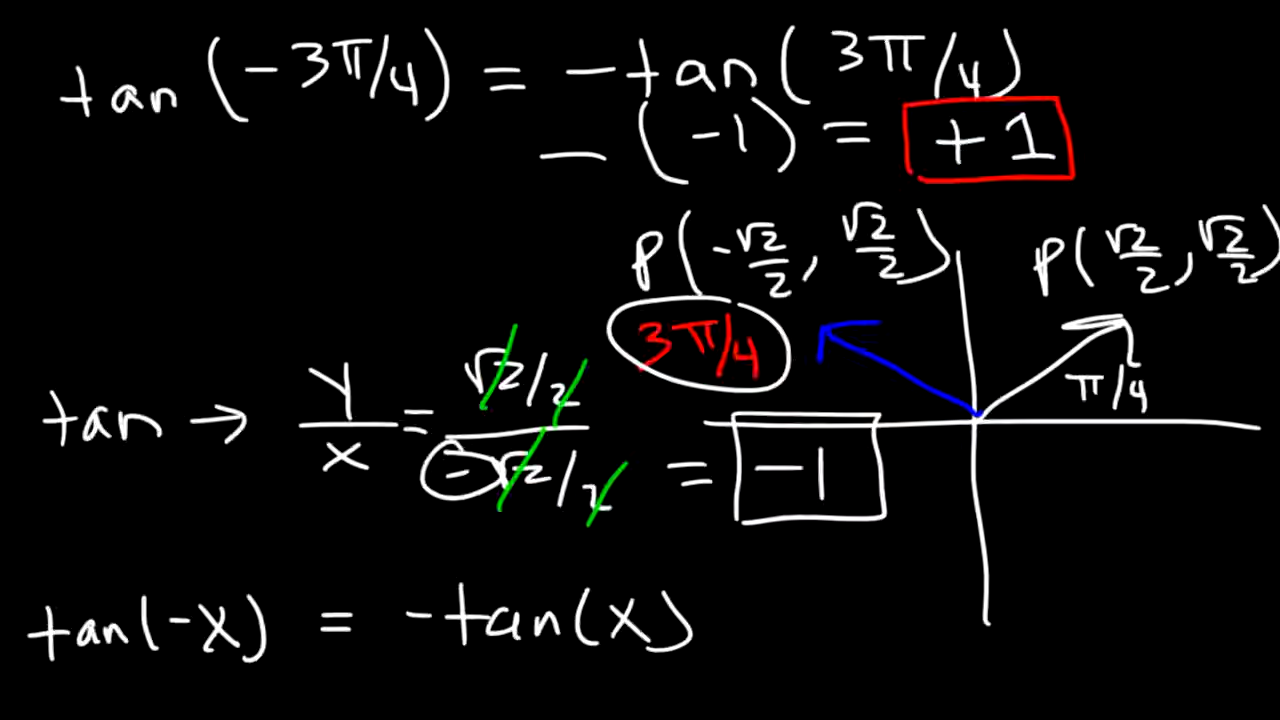 tan(-3π/4) = -tan(3π/4)
-(-1) = +1
P(-√2/2, √2/2)
P(√2/2, √2/2)
3π/4
π/4
tan → y/x = √2/2 / -√2/2 = -1
tan(-x) = -tan(x)